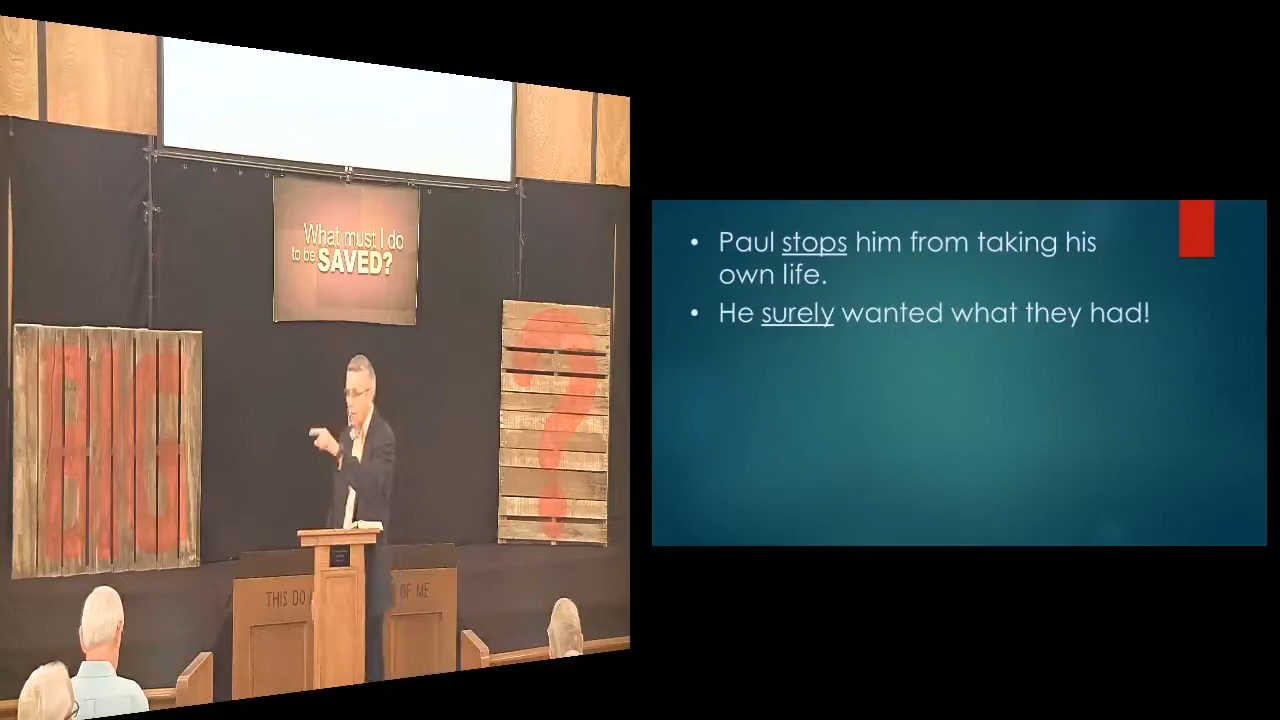 What must I do
to be SAVED?
BIG
?
THIS DO
OF ME
• Paul stops him from taking his
own life.
• He surely wanted what they had!